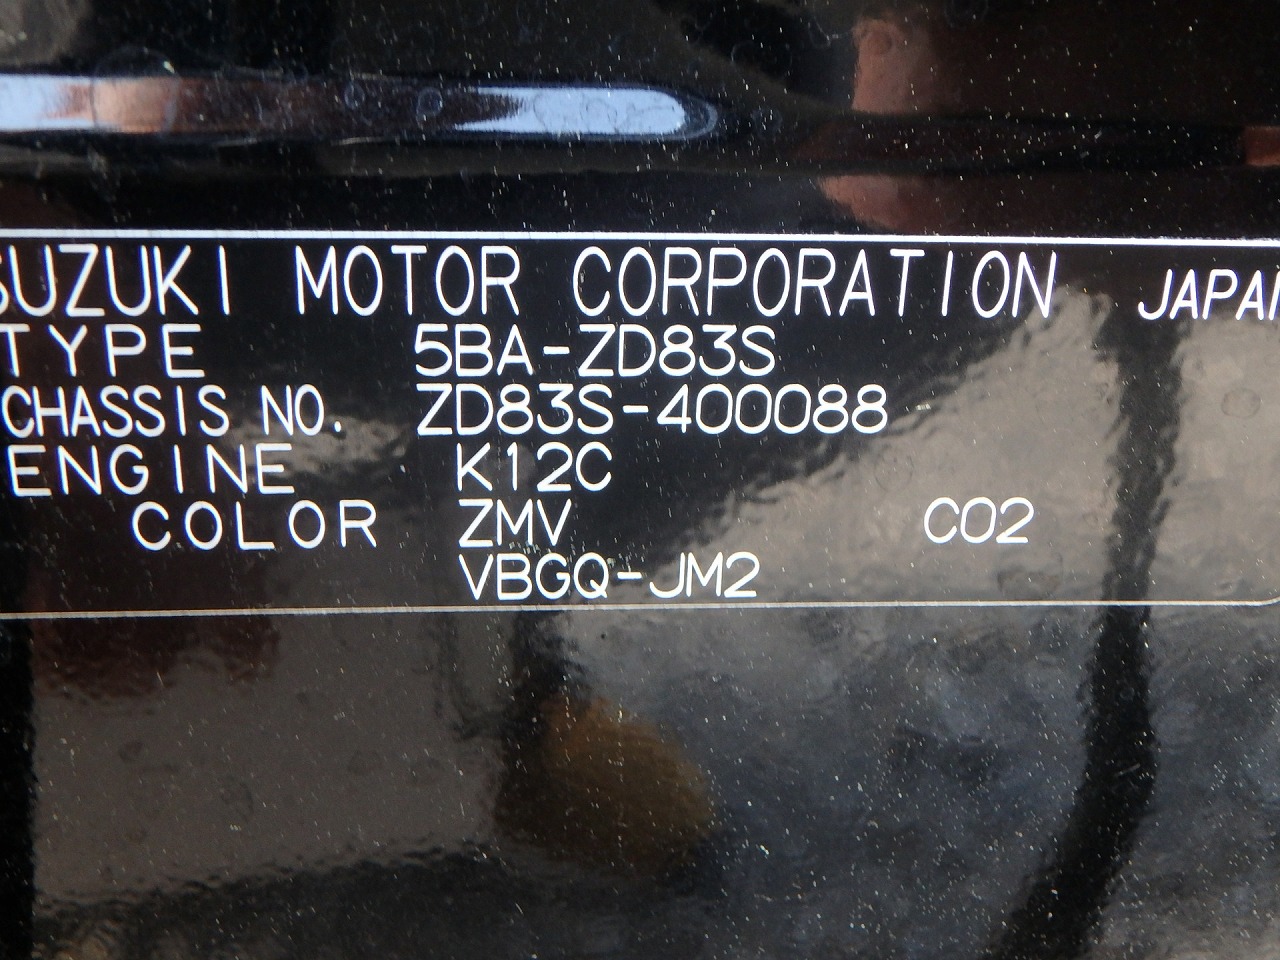 SUZUKI MOTOR CORPORATION JAPAN
TYPE 5BA-ZD83S
CHASSIS NO. ZD83S-400088
ENGINE K12C
COLOR ZMV C02
VBGQ-JM2